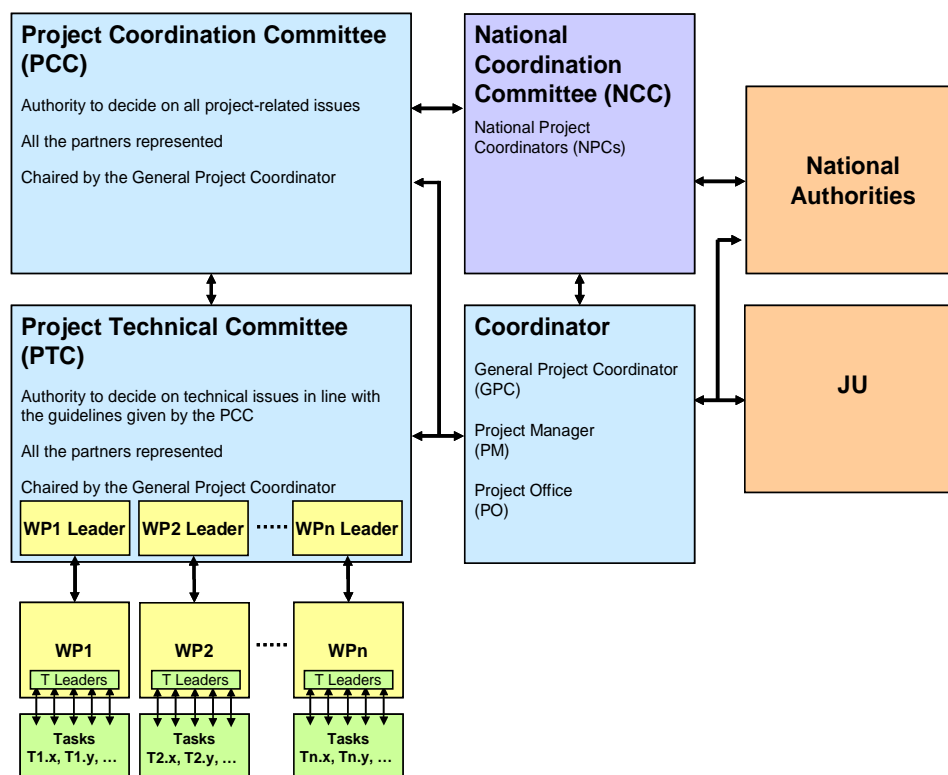 Project Coordination Committee
(PCC)
Authority to decide on all project-related issues
All the partners represented
Chaired by the General Project Coordinator
National
Coordination
Committee (NCC)
National Project
Coordinators (NPCs)
National
Authorities
Project Technical Committee
(PTC)
Authority to decide on technical issues in line with
the guidelines given by the PCC
All the partners represented
Chaired by the General Project Coordinator
Coordinator
General Project Coordinator
(GPC)
Project Manager
(PM)
Project Office
(PO)
JU
WP1 Leader
WP2 Leader
WPn Leader
WP1
WP2
WPn
T Leaders
T Leaders
T Leaders
Tasks
T1.x, T1.y, ...
Tasks
T2.x, T2.y, ...
Tasks
Tn.x, Tn.y, ...